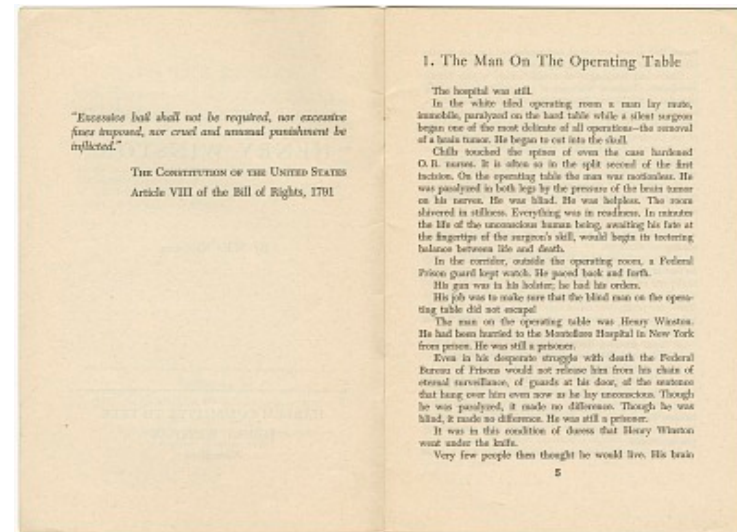 "Excessive bail shall not be required, nor excessive
fines imposed, nor cruel and unusual punishment be
inflicted."
THE CONSTITUTION OF THE UNITED STATES
Article VIII of the Bill of Rights, 1791
1. The Man On The Operating Table
The hospital was still.
In the white tiled operating room a man lay mute,
immobile, paralyzed on the hard table while a silent surgeon
began one of the most delicate of all operations—the removal
of a brain tumor. He began to cut into the skull.
Chills touched the spines of even the case hardened
O.R. nurses. It is often so in the split second of the first
incision. On the operating table the man was motionless. He
was paralyzed in both legs by the pressure of the brain tumor
on his nerves. He was blind. He was helpless. The room
shivered in stillness. Everything was in readiness. In minutes
the life of the unconscious human being, awaiting his fate at
the fingertips of the surgeon's skill, would begin its teetering
balance between life and death.
In the corridor, outside the operating room, a Federal
Prison guard kept watch. He paced back and forth.
His gun was in his holster; he had his orders.
His job was to make sure that the blind man on the opera-
ting table did not escape!
The man on the operating table was Henry Winston.
He had been hurried to the Montefiore Hospital in New York
from prison. He was still a prisoner.
Even in his desperate struggle with death the Federal
Bureau of Prisons would not release him from his chain of
eternal surveillance, of guards at his door, of the sentence
that hung over him even now as he lay unconscious. Though
he was paralyzed, it made no difference. Though he was
blind, it made no difference. He was still a prisoner.
It was in this condition of duress that Henry Winston
went under the knife.
Very few people then thought he would live. His brain
5